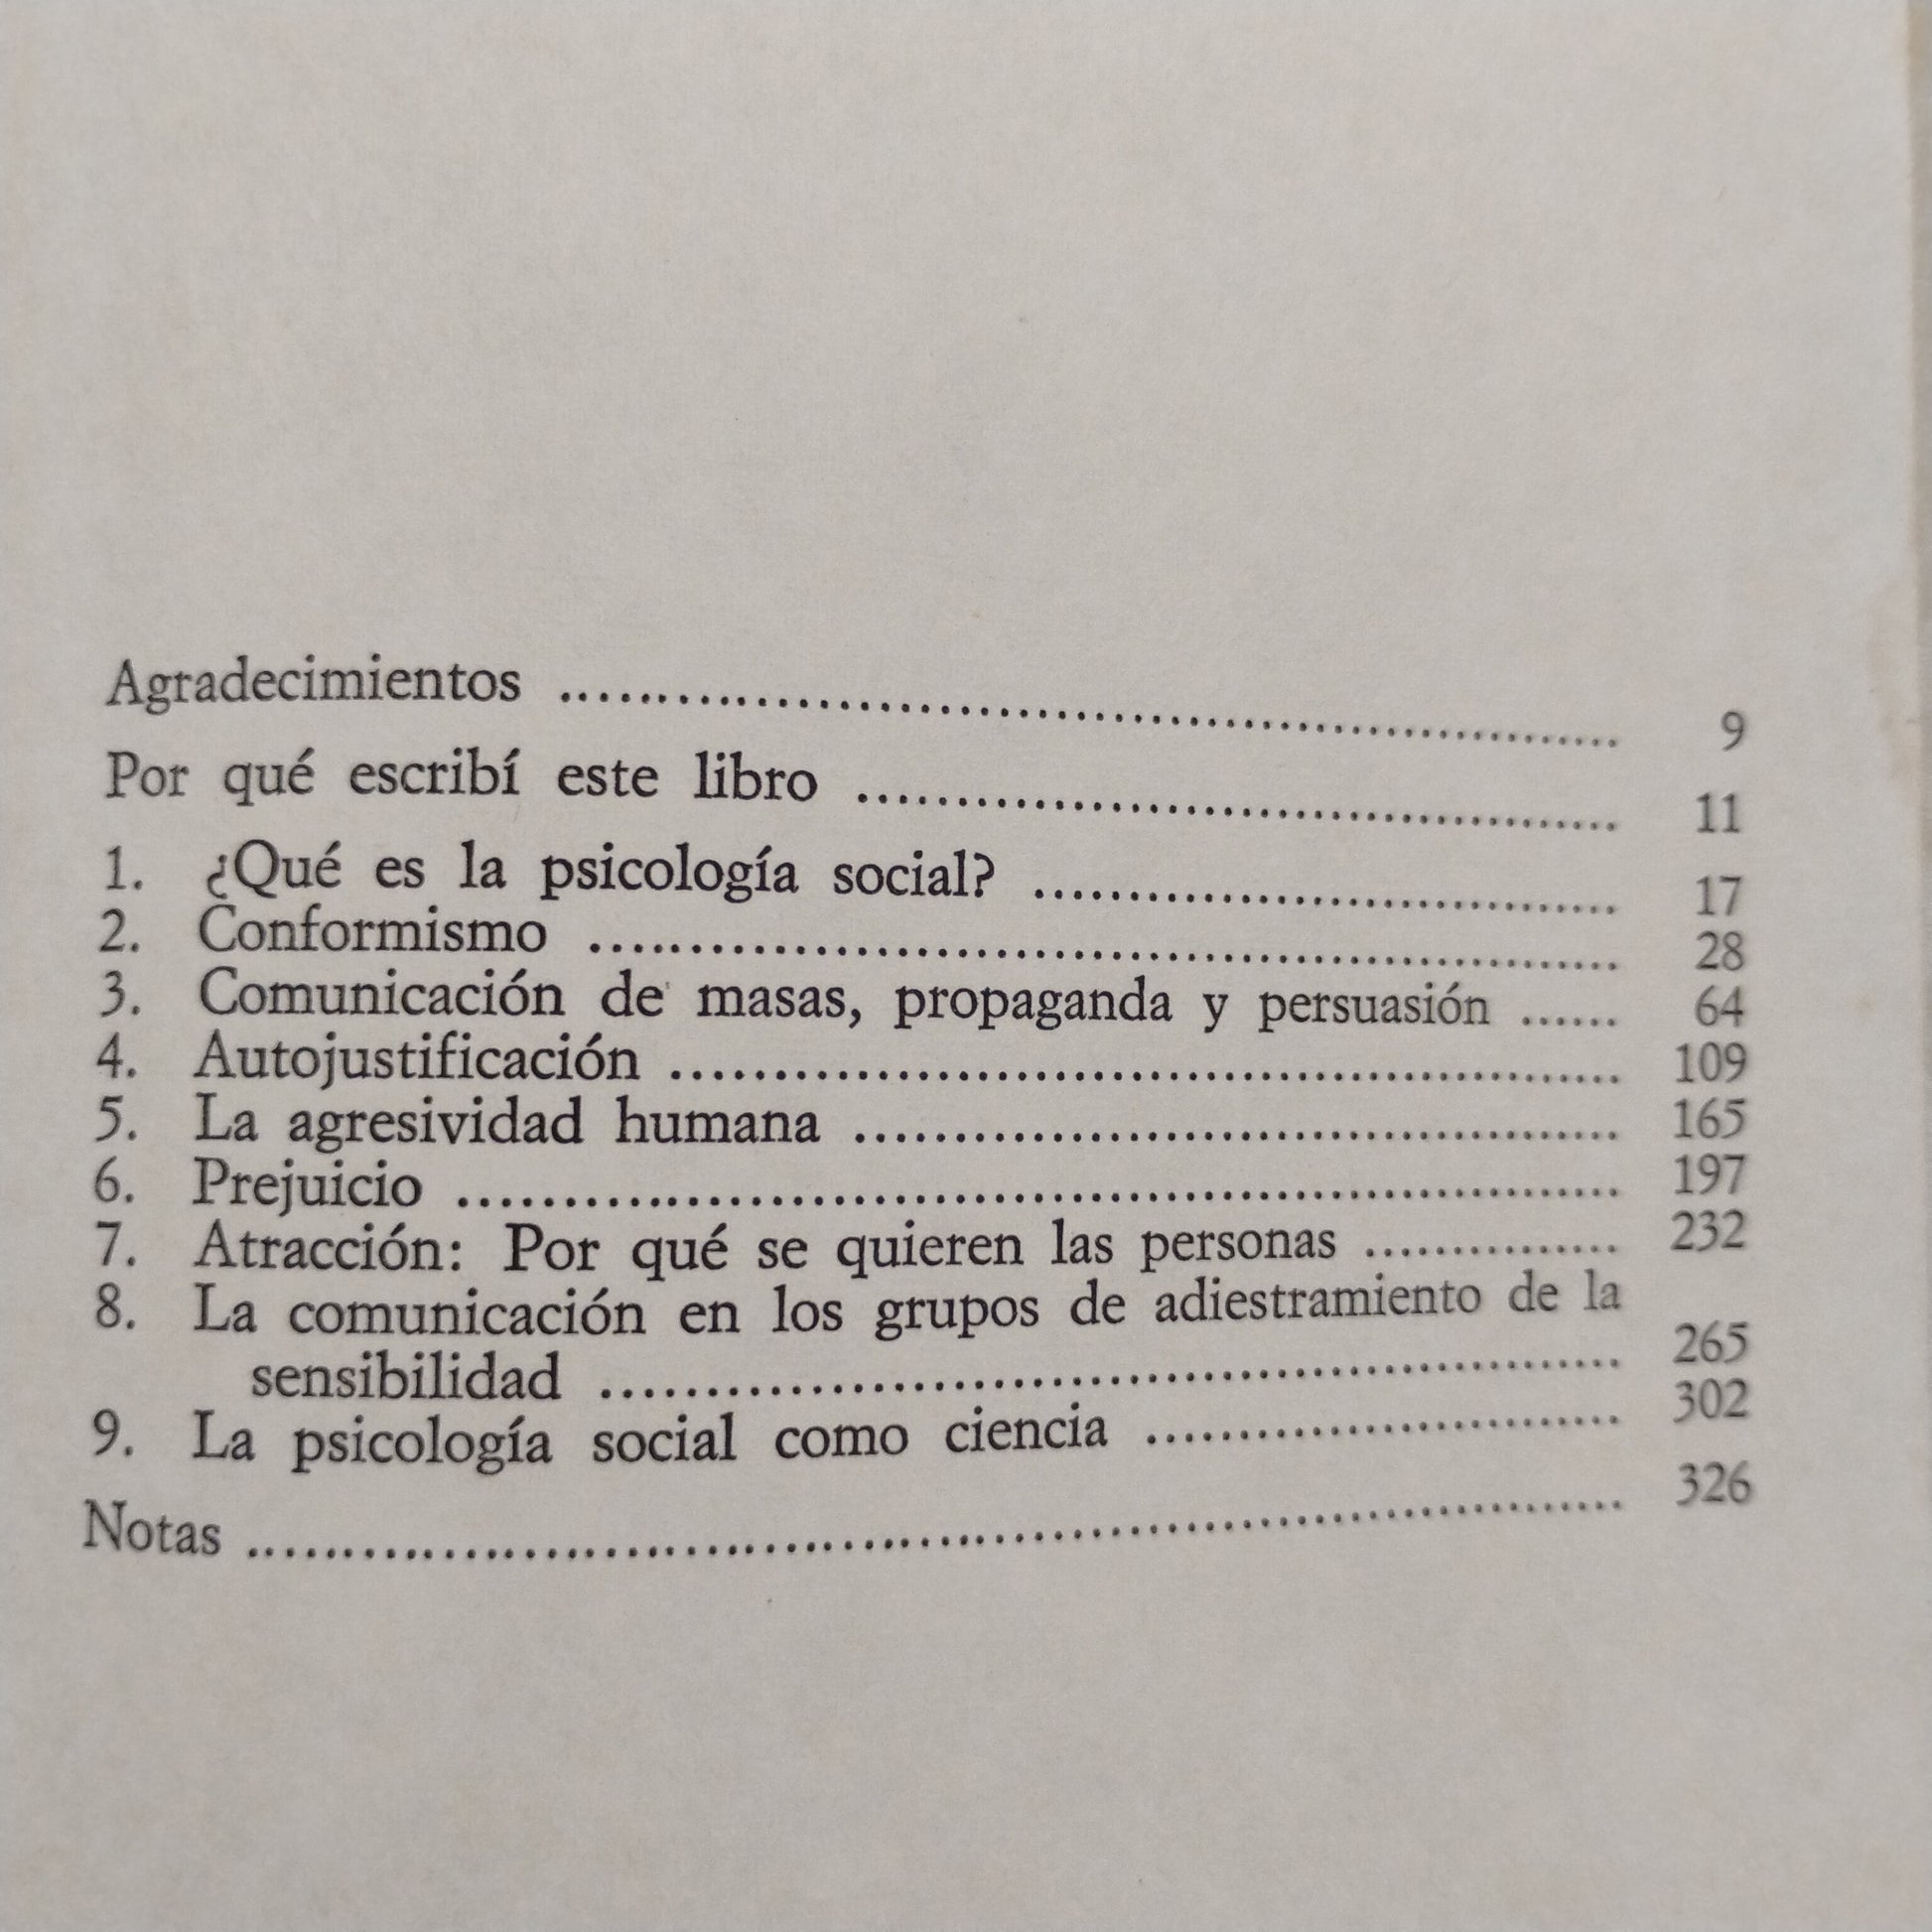 Agradecimientos ........................................ 9
Por qué escribí este libro ........................................ 11
1. ¿Qué es la psicología social? .............................. 17
2. Conformismo ........................................ 28
3. Comunicación de masas, propaganda y persuasión ...... 64
4. Autojustificación ........................................ 109
5. La agresividad humana ........................................ 165
6. Prejuicio ........................................ 197
7. Atracción: Por qué se quieren las personas ............... 232
8. La comunicación en los grupos de adiestramiento de la
sensibilidad ........................................ 265
9. La psicología social como ciencia ........................ 302
Notas ........................................ 326